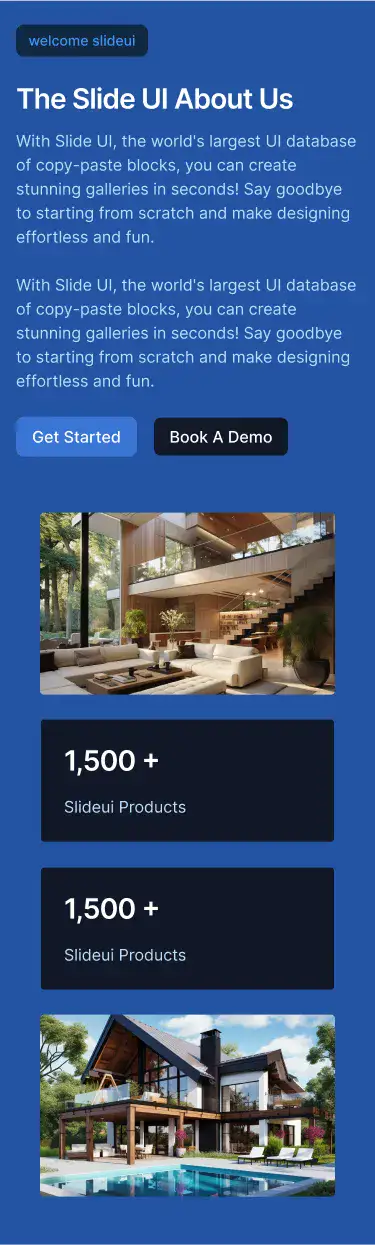 welcome slideui
The Slide UI About Us
With Slide UI, the world's largest UI database
of copy-paste blocks, you can create
stunning galleries in seconds! Say goodbye
to starting from scratch and make designing
effortless and fun.
With Slide UI, the world's largest UI database
of copy-paste blocks, you can create
stunning galleries in seconds! Say goodbye
to starting from scratch and make designing
effortless and fun.
Get Started
Book A Demo
1,500 +
Slideui Products
1,500 +
Slideui Products